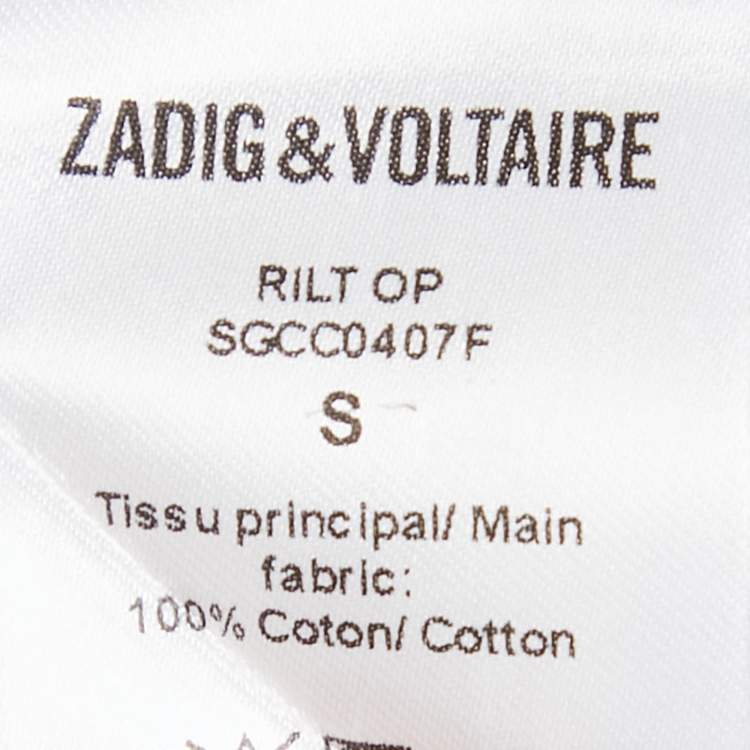 ZADIG & VOLTAIRE
RILT OP
SGCC0407F
S
Tissu principal/ Main
fabric:
100% Coton/ Cotton